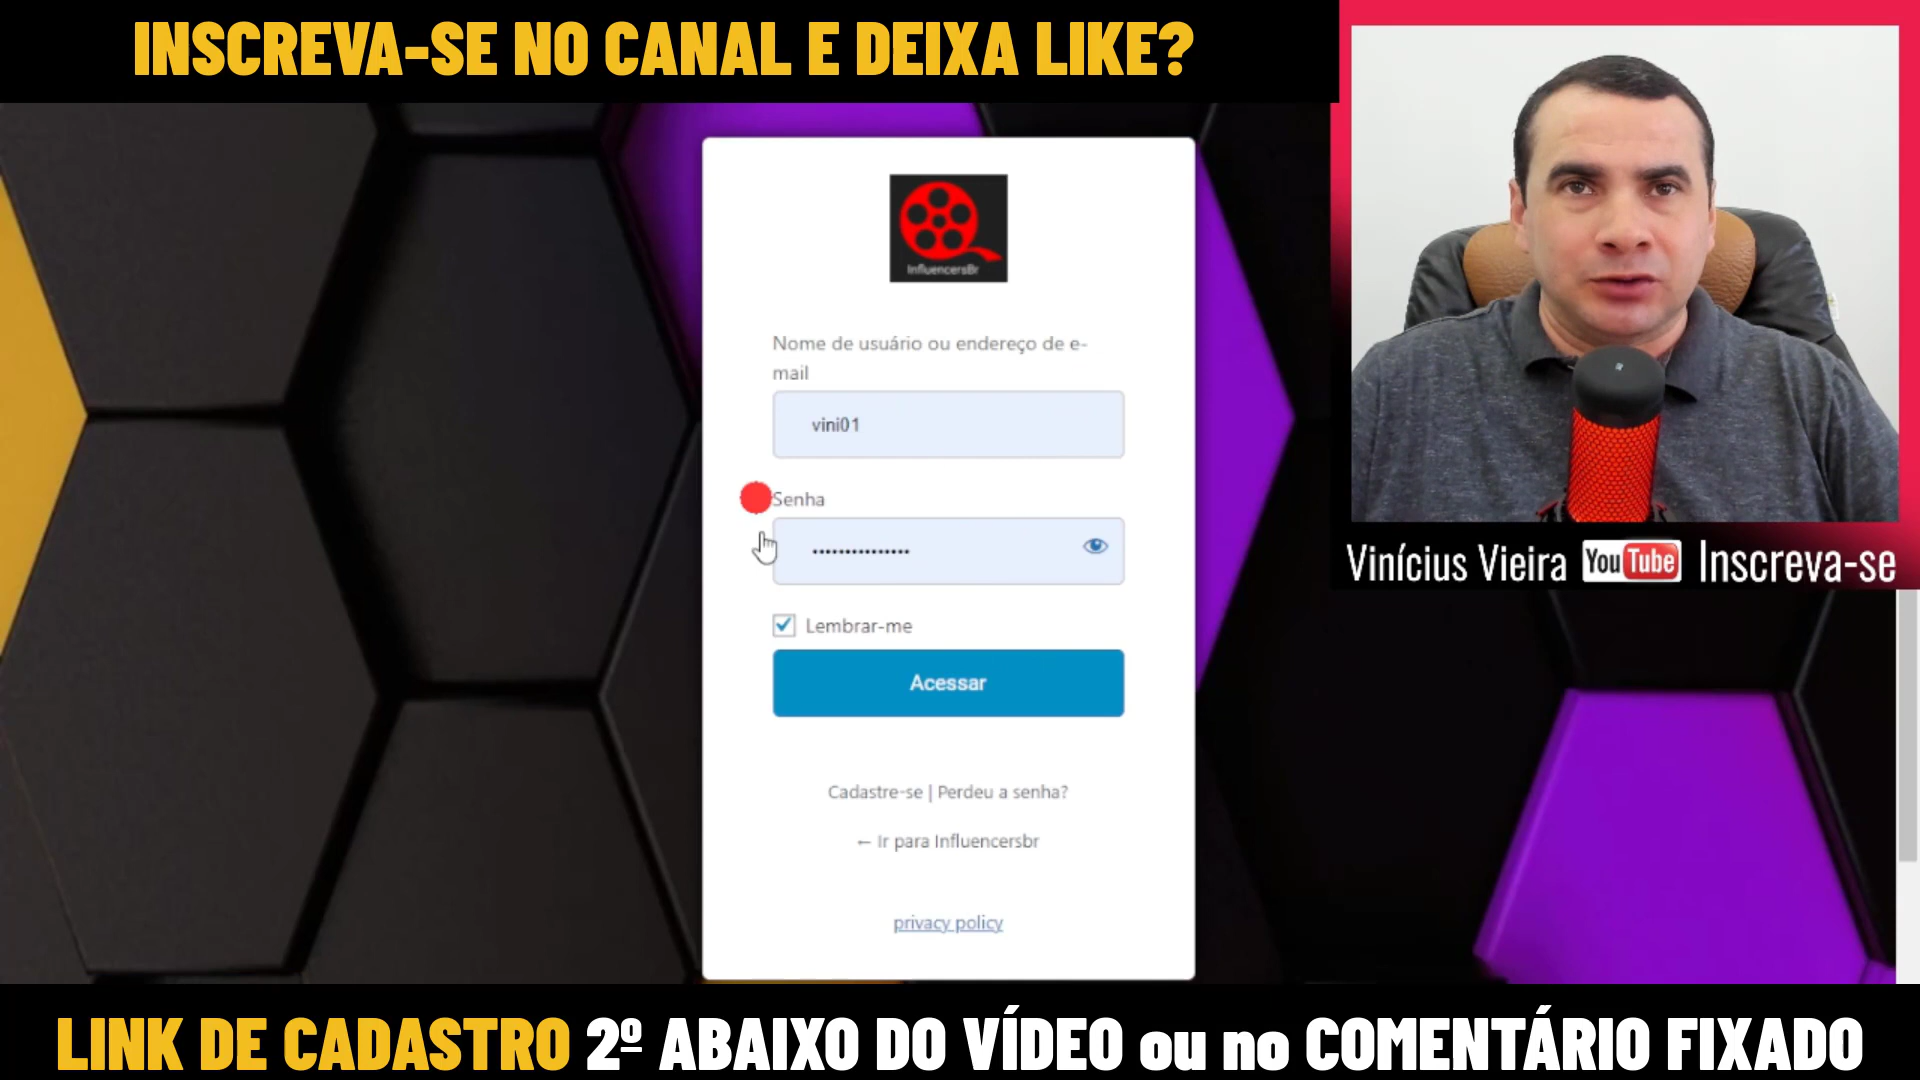 INSCREVA-SE NO CANAL E DEIXA LIKE?
InfluencersBr
Nome de usuário ou endereço de e-
mail
vini01
Senha
•••••••••••••••
Lembrar-me
Acessar
Cadastre-se | Perdeu a senha?
← Ir para Influencersbr
privacy policy
Vinícius Vieira YouTube Inscreva-se
LINK DE CADASTRO 2º ABAIXO DO VÍDEO ou no COMENTÁRIO FIXADO